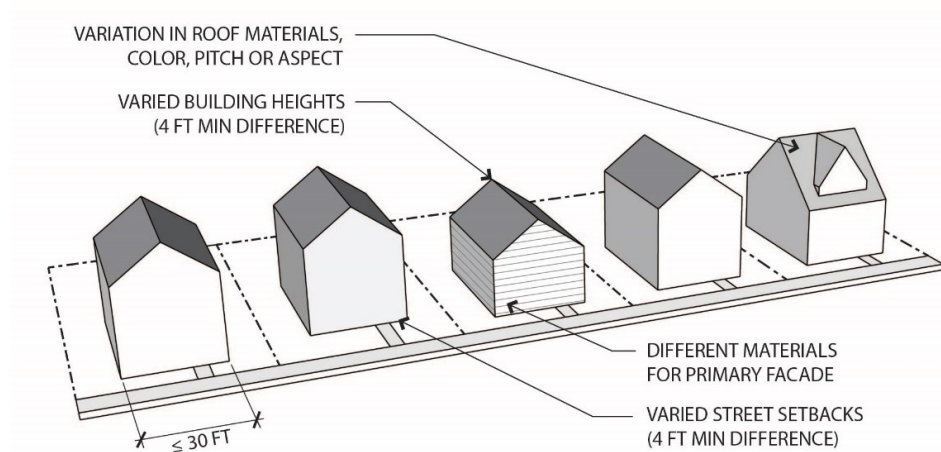 VARIATION IN ROOF MATERIALS,
COLOR, PITCH OR ASPECT
VARIED BUILDING HEIGHTS
(4 FT MIN DIFFERENCE)
DIFFERENT MATERIALS
FOR PRIMARY FACADE
VARIED STREET SETBACKS
(4 FT MIN DIFFERENCE)
≤ 30 FT